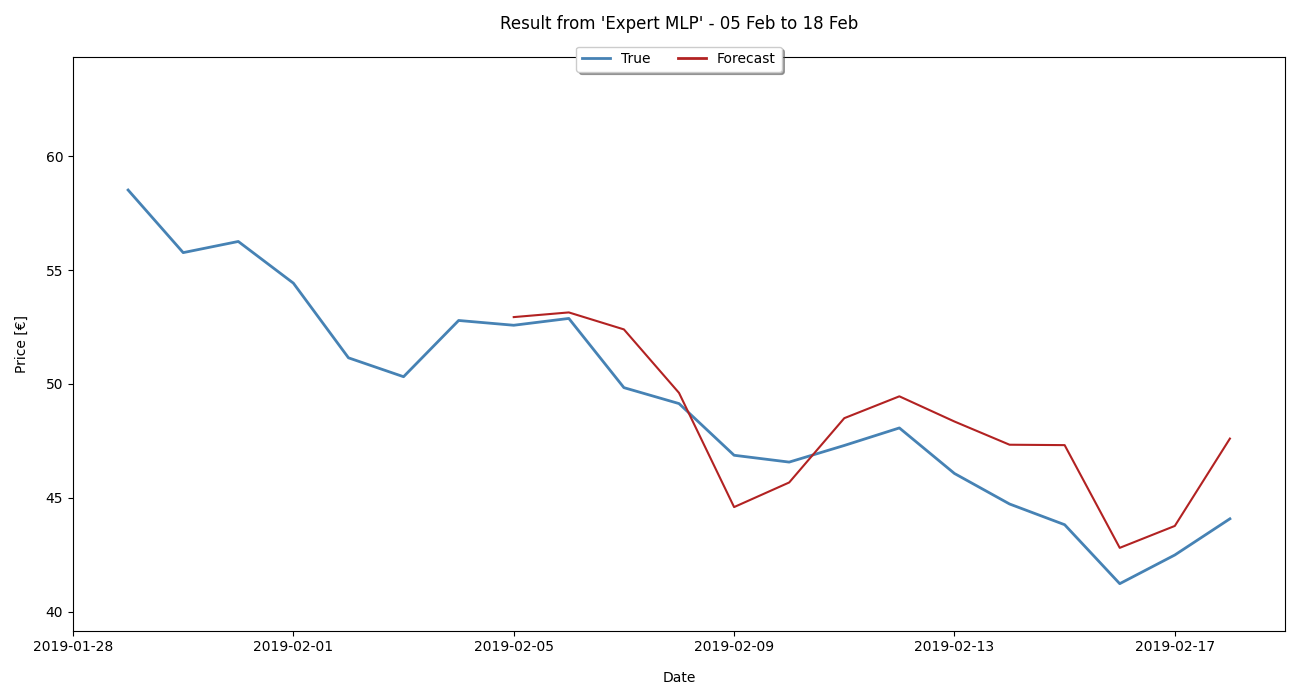 Result from 'Expert MLP' - 05 Feb to 18 Feb
True Forecast
60
55
50
45
40
Price [€]
2019-01-28 2019-02-01 2019-02-05 2019-02-09 2019-02-13 2019-02-17
Date